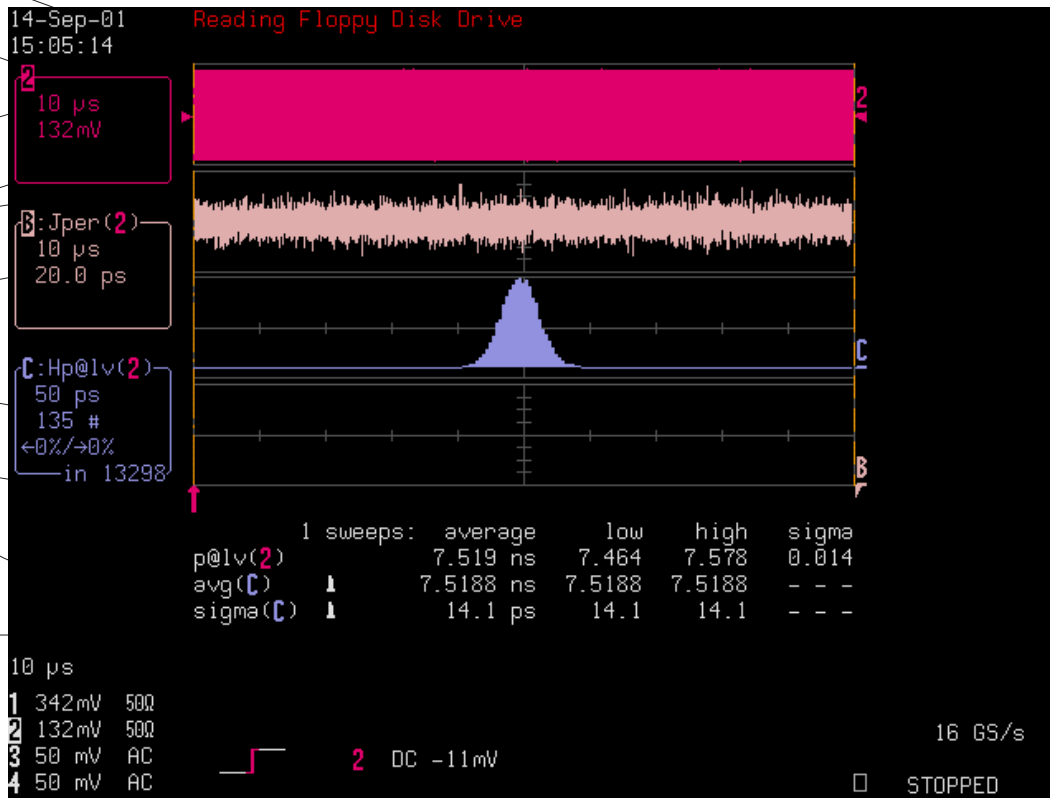 14-Sep-01
15:05:14
Reading Floppy Disk Drive
2
10 µs
132mV
2
B:Jper(2)
10 µs
20.0 ps
C:Hp@lv(2)
50 ps
135 #
←0%/→0%
in 13298
C
B
1 sweeps: average low high sigma
p@lv(2) 7.519 ns 7.464 7.578 0.014
avg(C) 7.5188 ns 7.5188 7.5188 - - -
sigma(C) 14.1 ps 14.1 14.1 - - -
10 µs
1 342mV 50Ω
2 132mV 50Ω
3 50 mV AC
4 50 mV AC
2 DC -11mV
16 GS/s
STOPPED